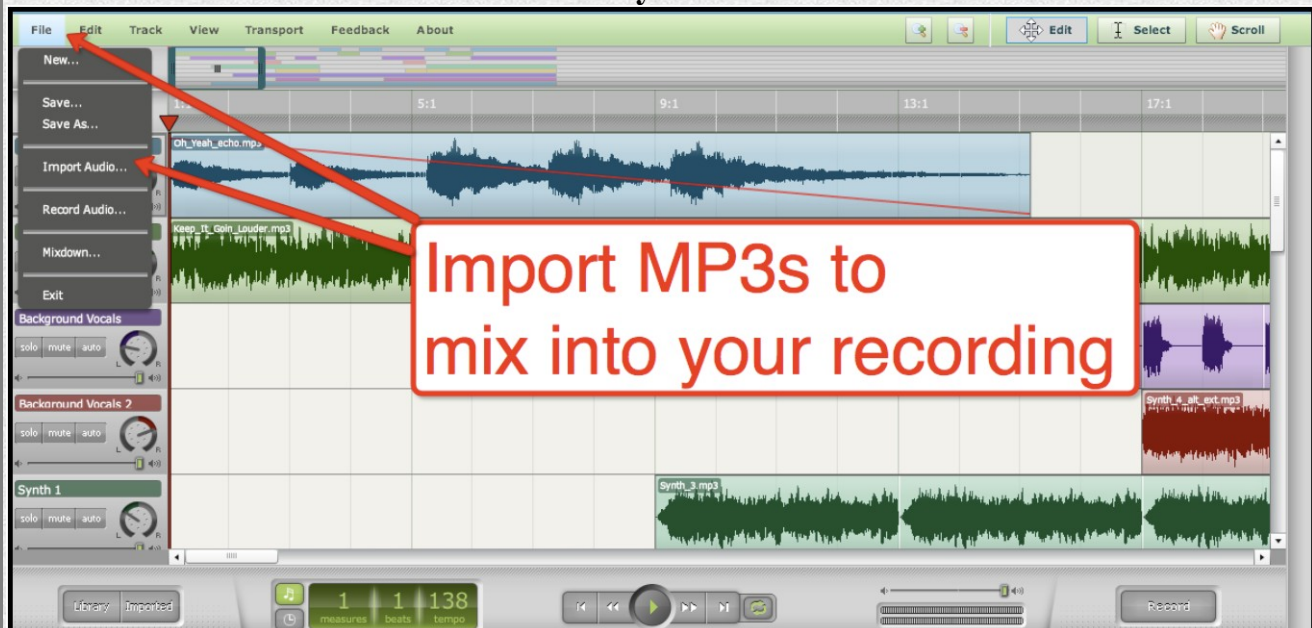 File Edit Track View Transport Feedback About Edit Select Scroll
New...
Save...
Save As...
Import Audio...
Record Audio...
Mixdown...
Exit
5:1 9:1 13:1 17:1
Oh_Yeah_echo.mp3
Keep_It_Goin_Louder.mp3
Import MP3s to
mix into your recording
Background Vocals
solo mute auto
L R
Background Vocals 2
solo mute auto
L R
Synth_4_alt_ext.mp3
Synth 1
solo mute auto
L R
Synth_3.mp3
Library Imported
1 1 138
measures beats tempo
Record